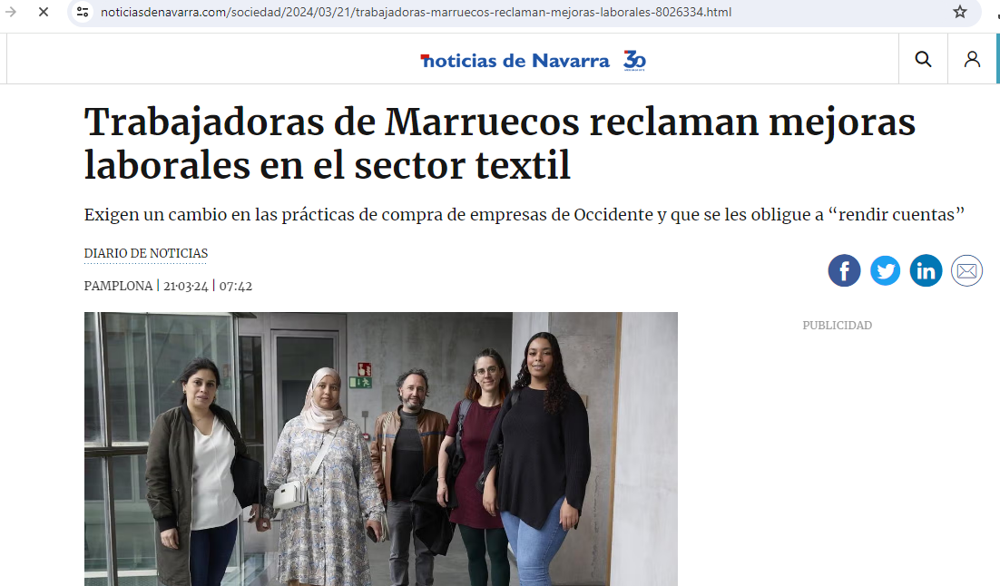 noticiasdenavarra.com/sociedad/2024/03/21/trabajadoras-marruecos-reclaman-mejoras-laborales-8026334.html
noticias de Navarra 30
Trabajadoras de Marruecos reclaman mejoras
laborales en el sector textil
Exigen un cambio en las prácticas de compra de empresas de Occidente y que se les obligue a “rendir cuentas”
DIARIO DE NOTICIAS
PAMPLONA | 21·03·24 | 07:42
f
in
PUBLICIDAD